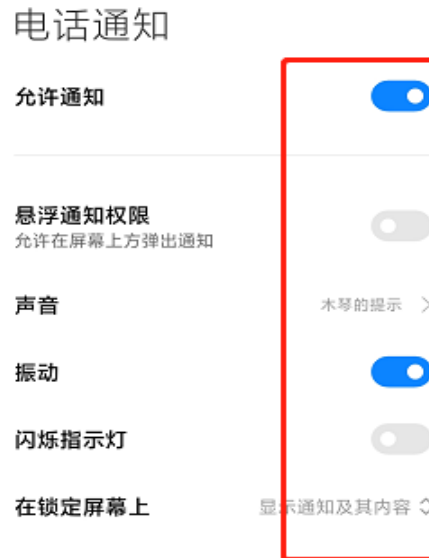 电话通知
允许通知
悬浮通知权限
允许在屏幕上方弹出通知
声音
木琴的提示
振动
闪烁指示灯
在锁定屏幕上
显示通知及其内容